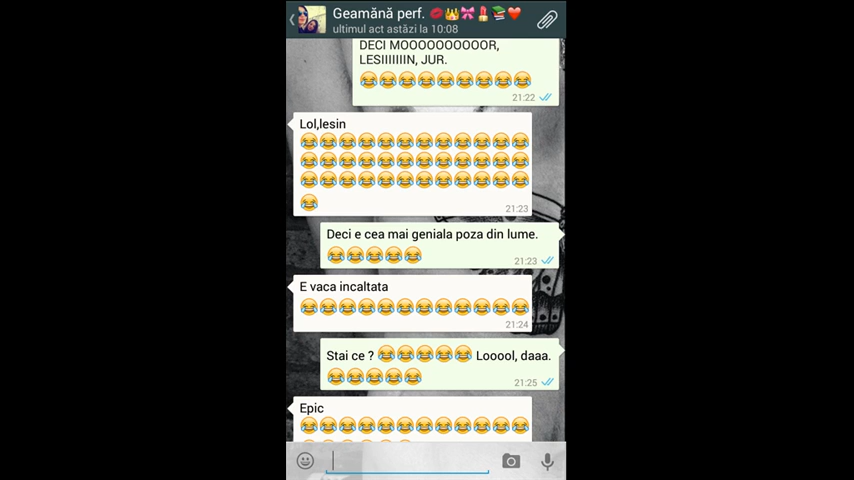 Geamănă perf. 💋👑🎀💄📚❤
ultimul act astăzi la 10:08
DECI MOOOOOOOOOOR,
LESIIIIIIIN, JUR.
😂😂😂😂😂😂😂😂😂
21:22
Lol,lesin
😂😂😂😂😂😂😂😂😂😂😂😂
😂😂😂😂😂😂😂😂😂😂😂😂
😂😂😂😂😂😂😂😂😂😂😂😂
😂
21:23
Deci e cea mai geniala poza din lume.
😂😂😂😂😂
21:23
E vaca incaltata
😂😂😂😂😂😂😂😂😂😂😂😂
21:24
Stai ce ? 😂😂😂😂😂 Looool, daaa.
😂😂😂😂😂
21:25
Epic
😂😂😂😂😂😂😂😂😂😂😂😂